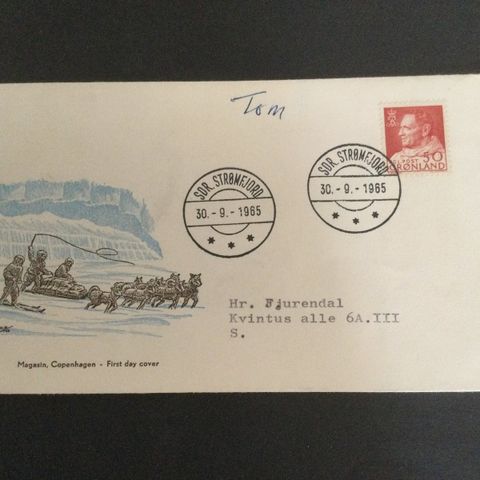 Tom
50
POST
GRØNLAND
SDR. STRØMFJORD
30.-9.-1965
SDR. STRØMFJORD
30.-9.-1965
Hr. Fjurendal
Kvintus alle 6A.III
S.
Magasin, Copenhagen - First day cover